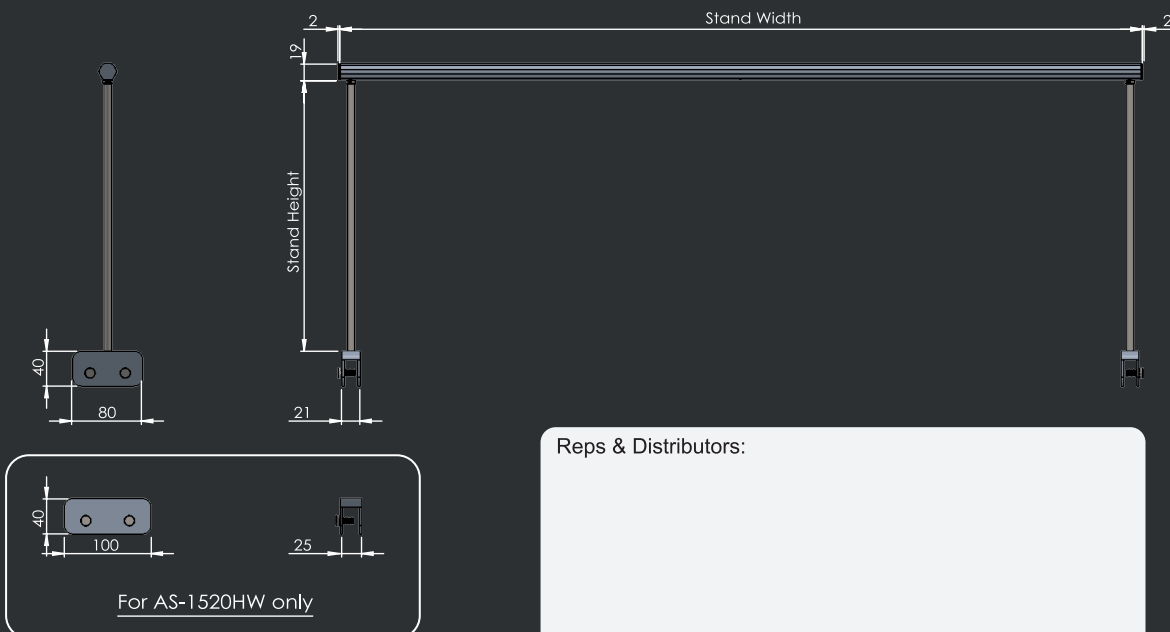 Stand Width
2
2
19
Stand Height
40
80
21
Reps & Distributors:
40
100
25
For AS-1520HW only